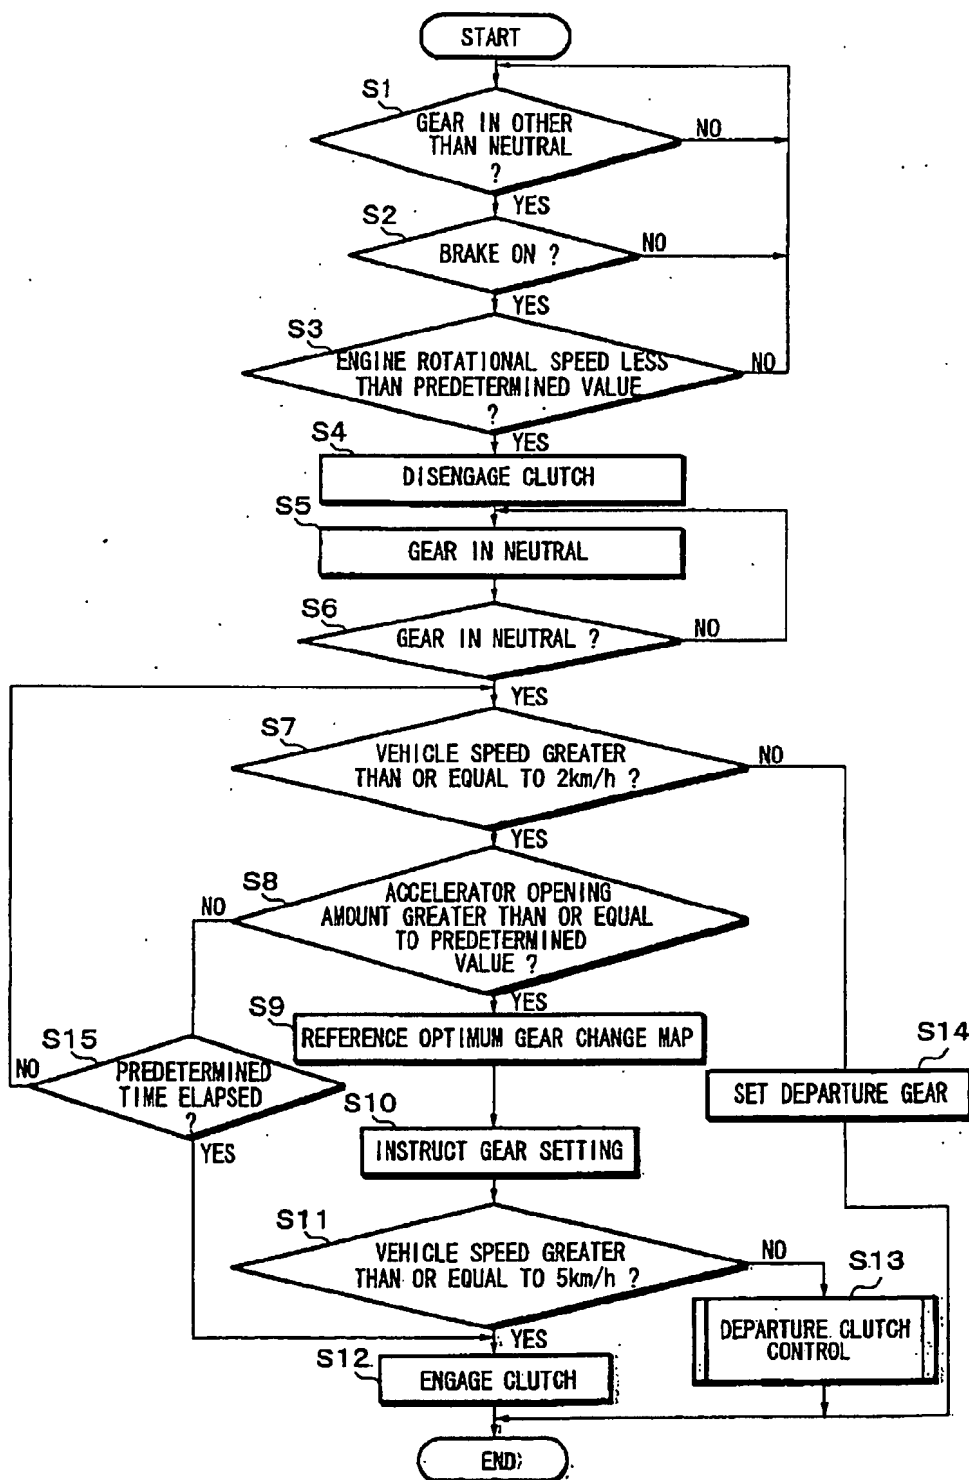 START
S1
GEAR IN OTHER
THAN NEUTRAL
?
NO
YES
S2
BRAKE ON ?
NO
YES
S3
ENGINE ROTATIONAL SPEED LESS
THAN PREDETERMINED VALUE
?
NO
YES
S4
DISENGAGE CLUTCH
S5
GEAR IN NEUTRAL
S6
GEAR IN NEUTRAL ?
NO
YES
S7
VEHICLE SPEED GREATER
THAN OR EQUAL TO 2km/h ?
NO
YES
S8
ACCELERATOR OPENING
AMOUNT GREATER THAN OR EQUAL
TO PREDETERMINED
VALUE ?
NO
YES
S9
REFERENCE OPTIMUM GEAR CHANGE MAP
S15
PREDETERMINED
TIME ELAPSED
?
NO
YES
S14
SET DEPARTURE GEAR
S10
INSTRUCT GEAR SETTING
S11
VEHICLE SPEED GREATER
THAN OR EQUAL TO 5km/h ?
NO
YES
S13
DEPARTURE CLUTCH
CONTROL
S12
ENGAGE CLUTCH
END